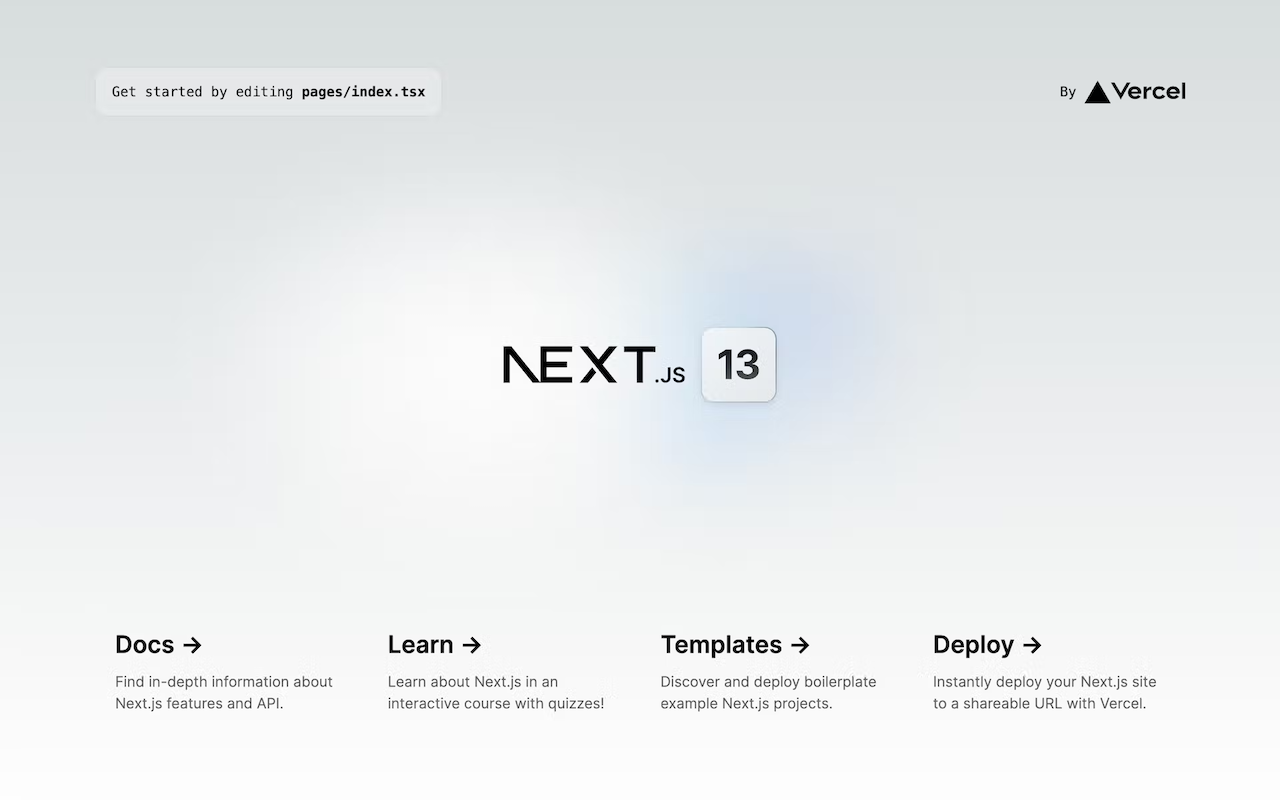 Get started by editing pages/index.tsx
By Vercel
NEXT.JS 13
Docs →
Find in-depth information about
Next.js features and API.
Learn →
Learn about Next.js in an
interactive course with quizzes!
Templates →
Discover and deploy boilerplate
example Next.js projects.
Deploy →
Instantly deploy your Next.js site
to a shareable URL with Vercel.